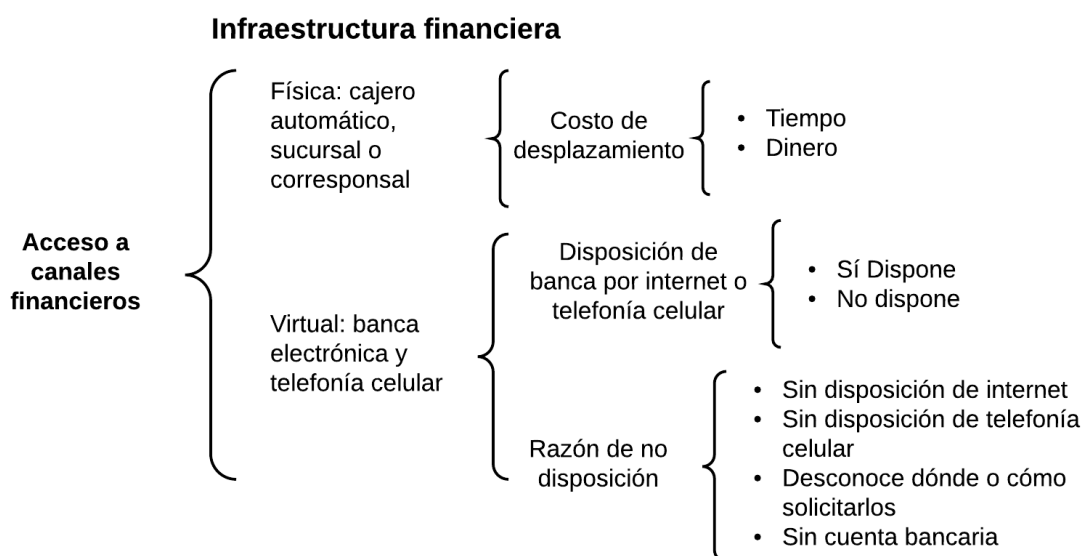 Infraestructura financiera
Acceso a
canales
financieros
Física: cajero
automático,
sucursal o
corresponsal
Costo de
desplazamiento
• Tiempo
• Dinero
Virtual: banca
electrónica y
telefonía celular
Disposición de
banca por internet o
telefonía celular
• Sí Dispone
• No dispone
Razón de no
disposición
• Sin disposición de internet
• Sin disposición de telefonía
celular
• Desconoce dónde o cómo
solicitarlos
• Sin cuenta bancaria